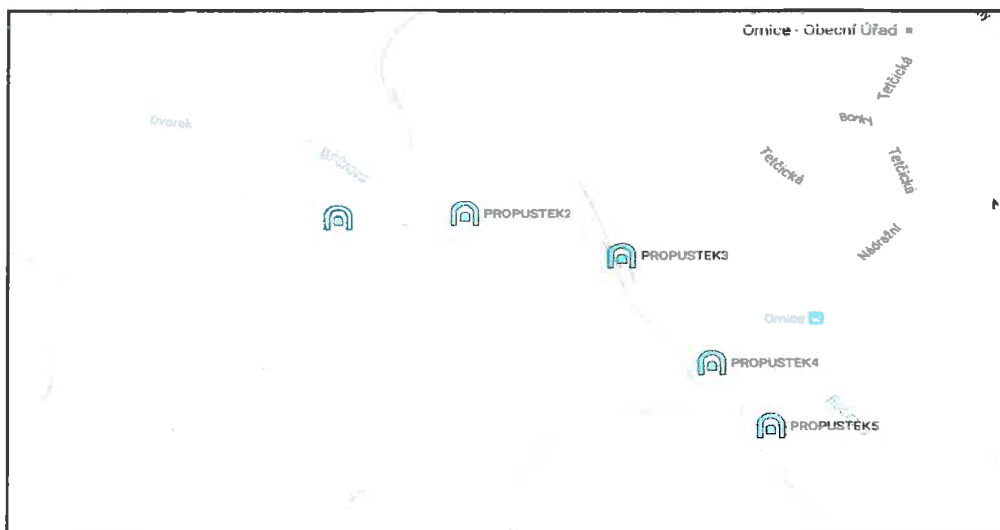 Omice - Obecní Úřad
Tetčická
Bonky
Dvorek
Tetčická
Tetčická
PROPUSTEK2
Nádražní
PROPUSTEK3
Omice
PROPUSTEK4
PROPUSTEK5